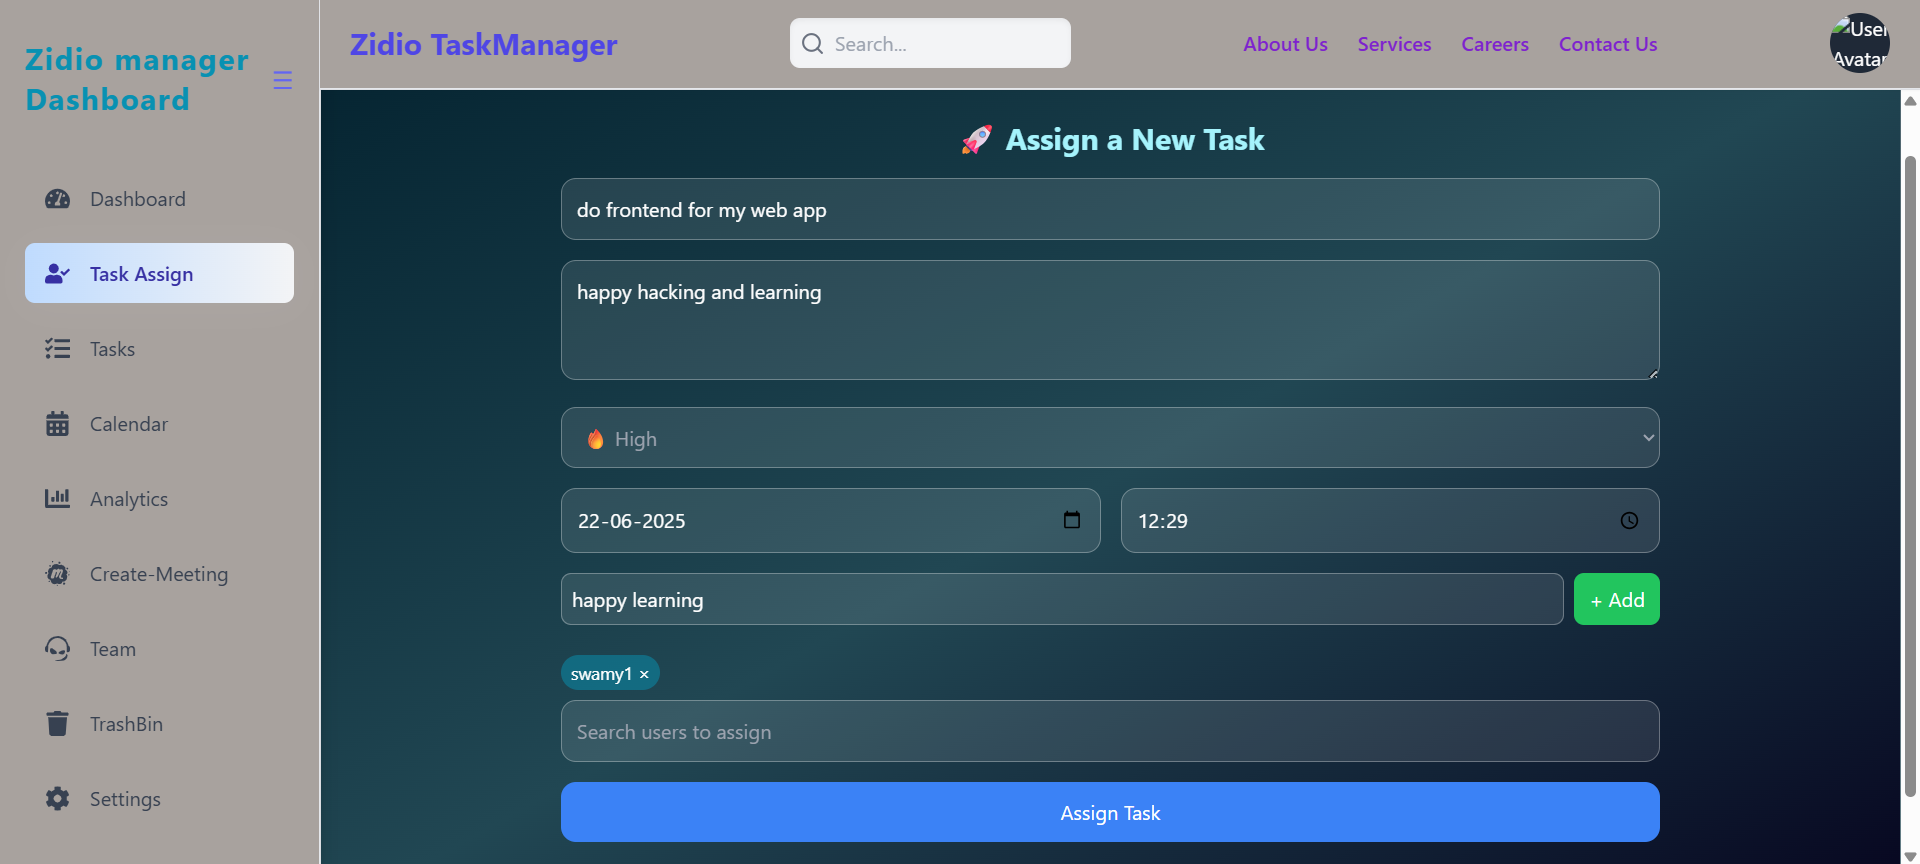 Zidio manager
Dashboard
Dashboard
Task Assign
Tasks
Calendar
Analytics
Create-Meeting
Team
TrashBin
Settings
Zidio TaskManager
Search...
About Us
Services
Careers
Contact Us
User
Avatar
🚀 Assign a New Task
do frontend for my web app
happy hacking and learning
🔥 High
22-06-2025
12:29
happy learning
+ Add
swamy1 ×
Search users to assign
Assign Task